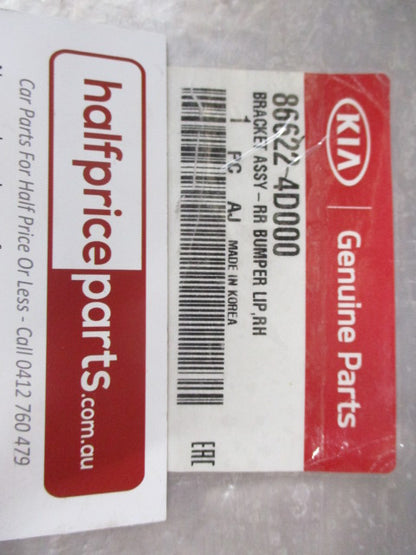 KIA
Genuine Parts
86622-4D000
BRACKET ASSY-RR BUMPER LIP,RH
1 PC AJ MADE IN KOREA
EAC
halfpriceparts.com.au
Car Parts For Half Price Or Less - Call 0412 760 479